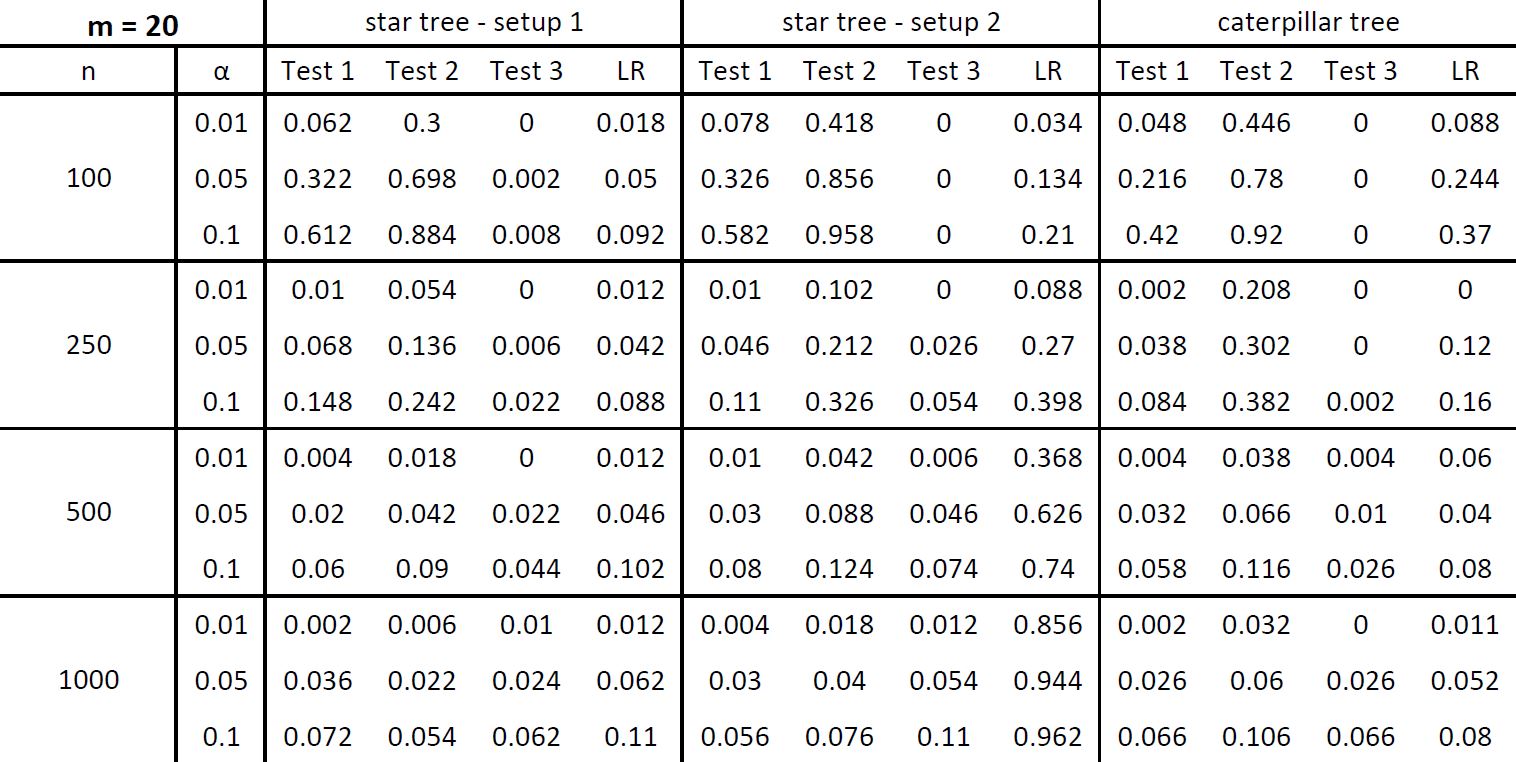 m = 20 star tree - setup 1 star tree - setup 2 caterpillar tree
n α Test 1 Test 2 Test 3 LR Test 1 Test 2 Test 3 LR Test 1 Test 2 Test 3 LR
0.01 0.062 0.3 0 0.018 0.078 0.418 0 0.034 0.048 0.446 0 0.088
100 0.05 0.322 0.698 0.002 0.05 0.326 0.856 0 0.134 0.216 0.78 0 0.244
0.1 0.612 0.884 0.008 0.092 0.582 0.958 0 0.21 0.42 0.92 0 0.37
0.01 0.01 0.054 0 0.012 0.01 0.102 0 0.088 0.002 0.208 0 0
250 0.05 0.068 0.136 0.006 0.042 0.046 0.212 0.026 0.27 0.038 0.302 0 0.12
0.1 0.148 0.242 0.022 0.088 0.11 0.326 0.054 0.398 0.084 0.382 0.002 0.16
0.01 0.004 0.018 0 0.012 0.01 0.042 0.006 0.368 0.004 0.038 0.004 0.06
500 0.05 0.02 0.042 0.022 0.046 0.03 0.088 0.046 0.626 0.032 0.066 0.01 0.04
0.1 0.06 0.09 0.044 0.102 0.08 0.124 0.074 0.74 0.058 0.116 0.026 0.08
0.01 0.002 0.006 0.01 0.012 0.004 0.018 0.012 0.856 0.002 0.032 0 0.011
1000 0.05 0.036 0.022 0.024 0.062 0.03 0.04 0.054 0.944 0.026 0.06 0.026 0.052
0.1 0.072 0.054 0.062 0.11 0.056 0.076 0.11 0.962 0.066 0.106 0.066 0.08